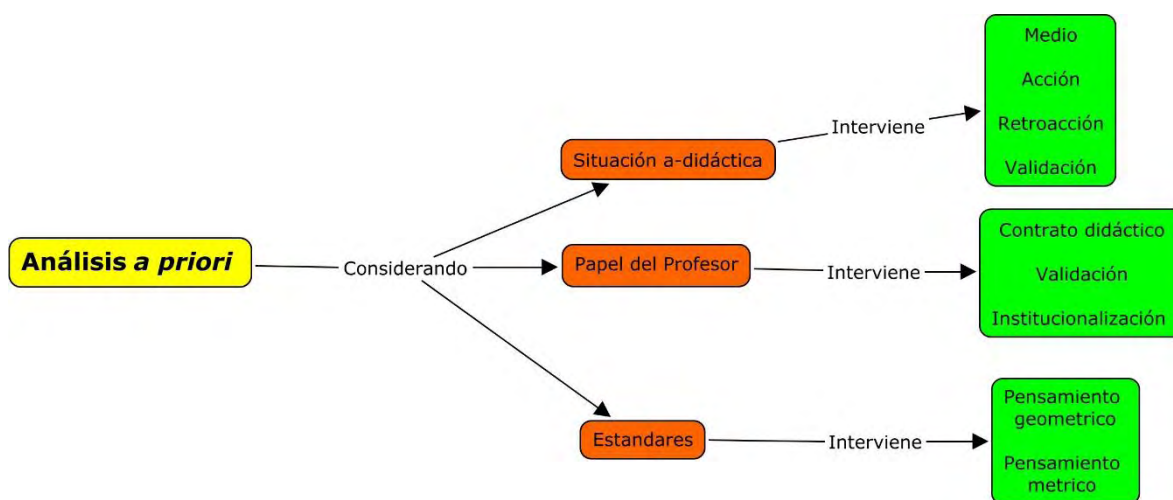 Análisis a priori
Considerando
Situación a-didáctica
Interviene
Medio
Acción
Retroacción
Validación
Papel del Profesor
Interviene
Contrato didáctico
Validación
Institucionalización
Estandares
Interviene
Pensamiento
geometrico
Pensamiento
metrico